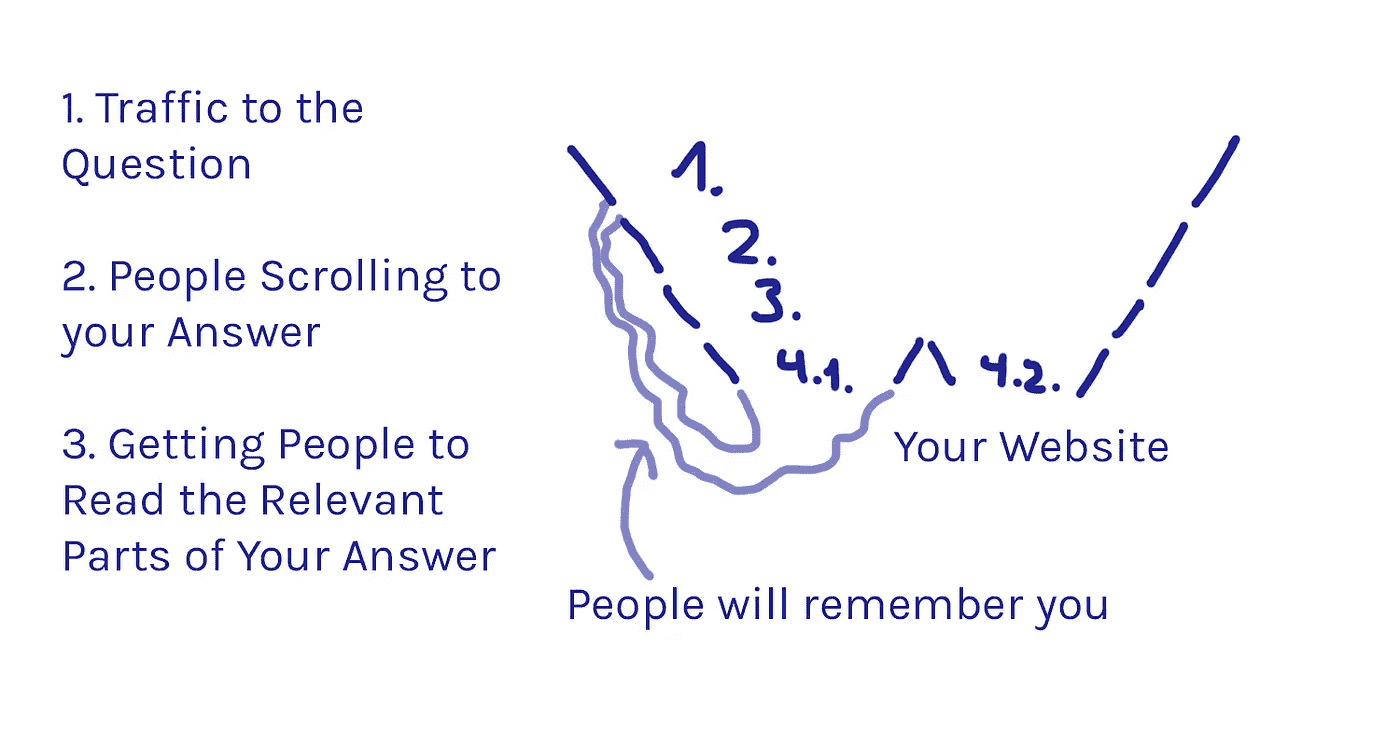 1. Traffic to the
Question
2. People Scrolling to
your Answer
3. Getting People to
Read the Relevant
Parts of Your Answer
1.
2.
3.
4.1.
4.2.
Your Website
People will remember you